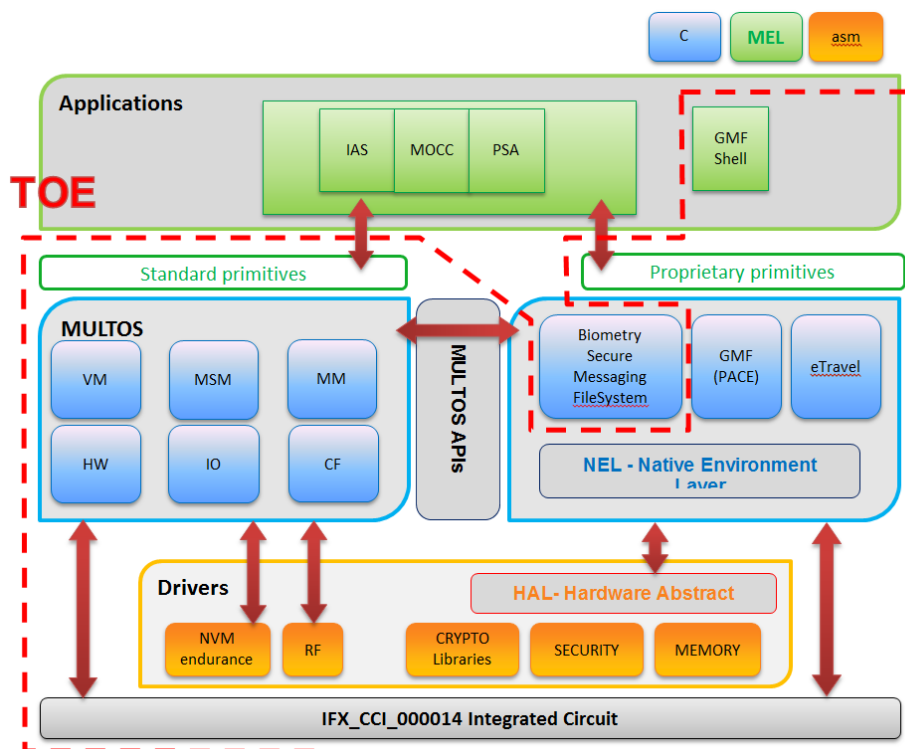 C
MEL
asm
Applications
IAS
MOCC
PSA
GMF
Shell
TOE
Standard primitives
Proprietary primitives
MULTOS
VM
MSM
MM
HW
IO
CF
MULTOS APIs
Biometry
Secure
Messaging
FileSystem
GMF
(PACE)
eTravel
NEL - Native Environment
Layer
Drivers
HAL- Hardware Abstract
NVM
endurance
RF
CRYPTO
Libraries
SECURITY
MEMORY
IFX_CCI_000014 Integrated Circuit